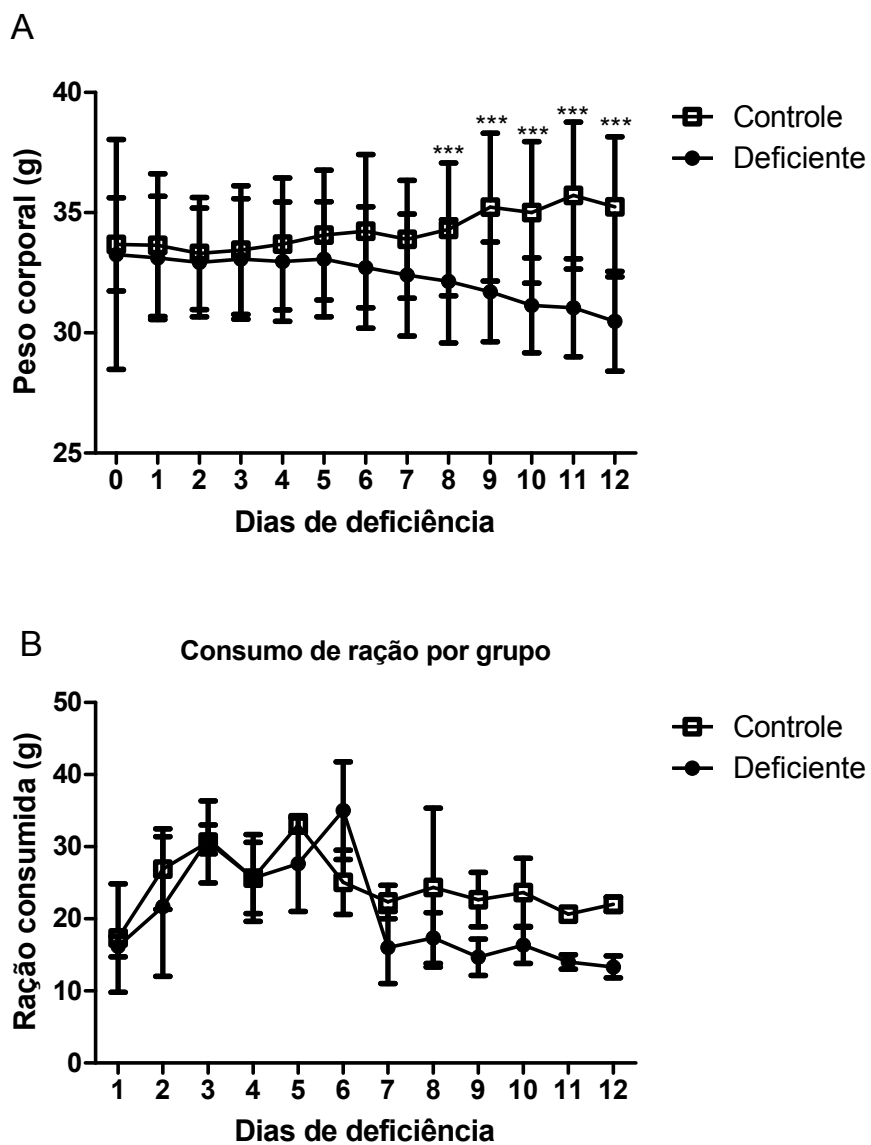 A
Peso corporal (g)
40
35
30
25
*** *** *** *** ***
Controle
Deficiente
0 1 2 3 4 5 6 7 8 9 10 11 12
Dias de deficiência
B
Consumo de ração por grupo
Ração consumida (g)
50
40
30
20
10
0
Controle
Deficiente
1 2 3 4 5 6 7 8 9 10 11 12
Dias de deficiência